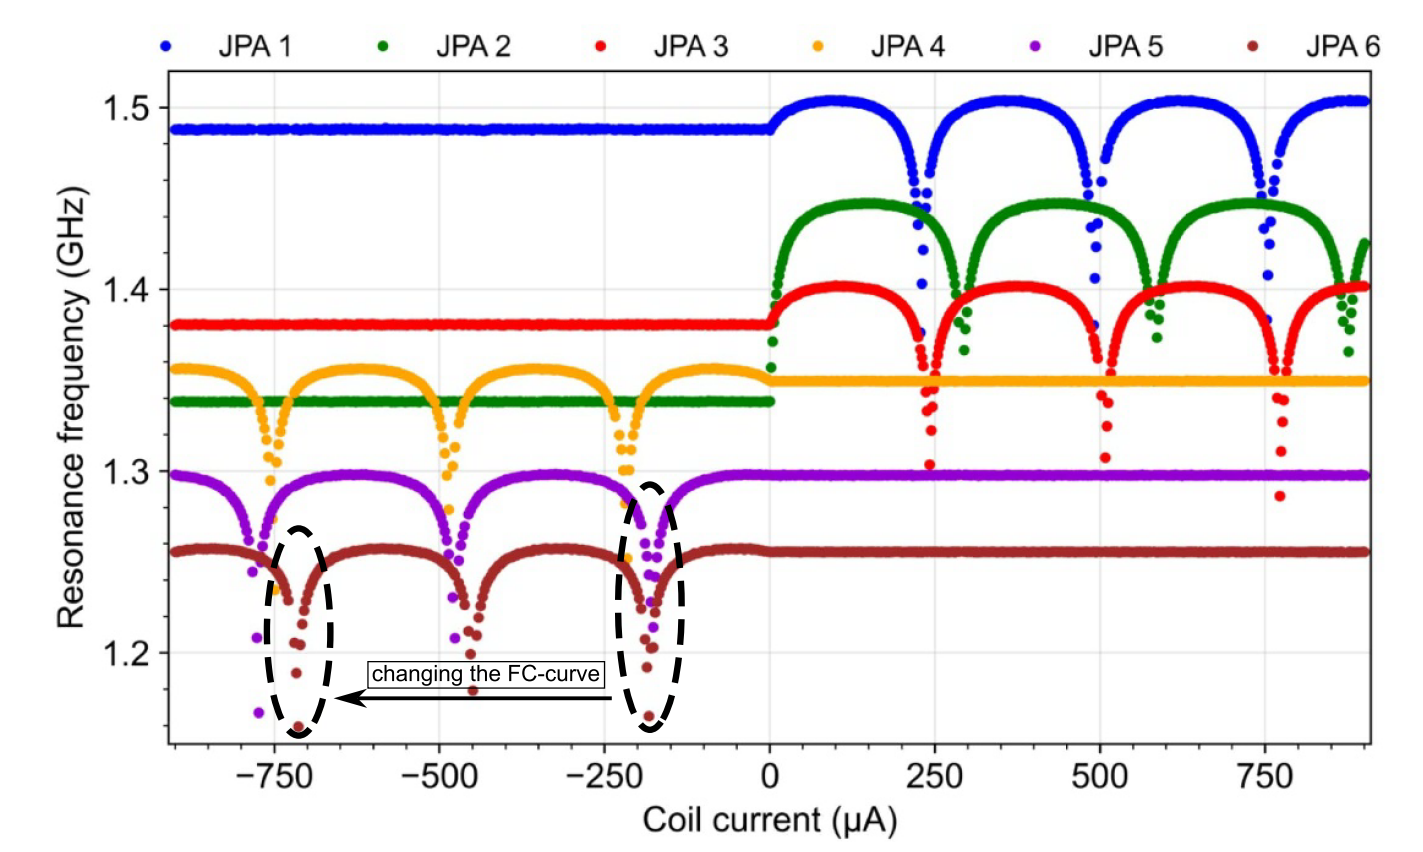 JPA 1 JPA 2 JPA 3 JPA 4 JPA 5 JPA 6
1.5
1.4
1.3
1.2
Resonance frequency (GHz)
changing the FC-curve
−750 −500 −250 0 250 500 750
Coil current (µA)